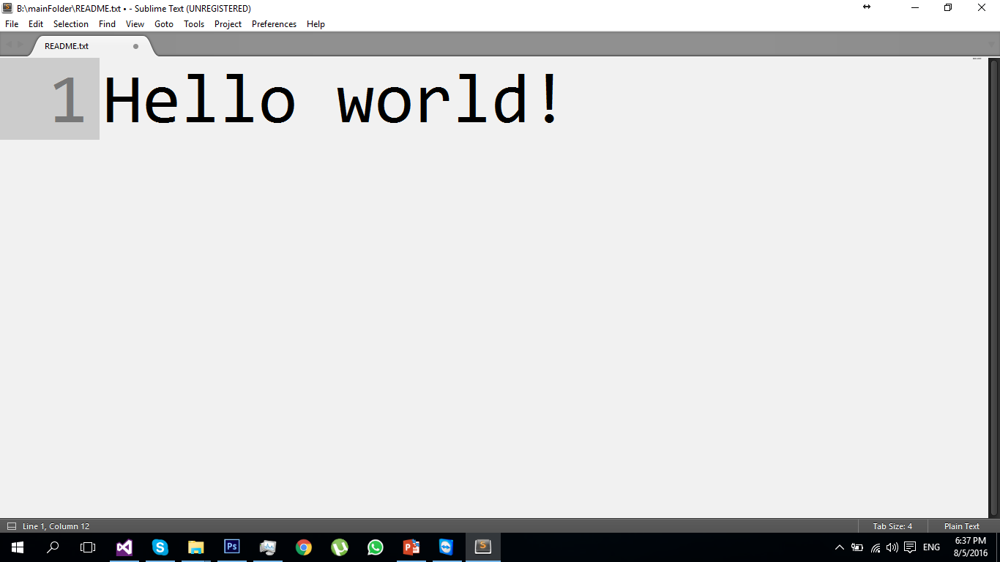 B:\mainFolder\README.txt • - Sublime Text (UNREGISTERED)
File Edit Selection Find View Goto Tools Project Preferences Help
README.txt
1 Hello world!
Line 1, Column 12 Tab Size: 4 Plain Text
ENG 6:37 PM
8/5/2016